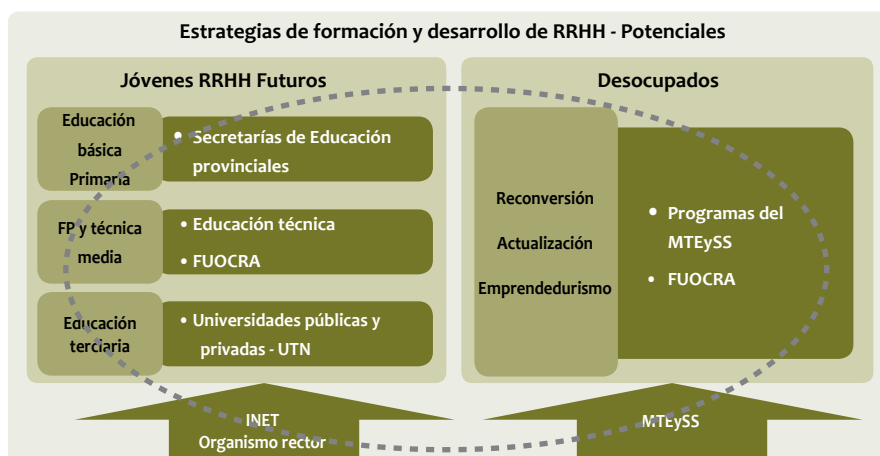 Estrategias de formación y desarrollo de RRHH - Potenciales
Jóvenes RRHH Futuros
Educación
básica
Primaria
• Secretarías de Educación
provinciales
FP y técnica
media
• Educación técnica
• FUOCRA
Educación
terciaria
• Universidades públicas y
privadas - UTN
INET
Organismo rector
Desocupados
Reconversión
Actualización
Emprendedurismo
• Programas del
MTEySS
• FUOCRA
MTEySS